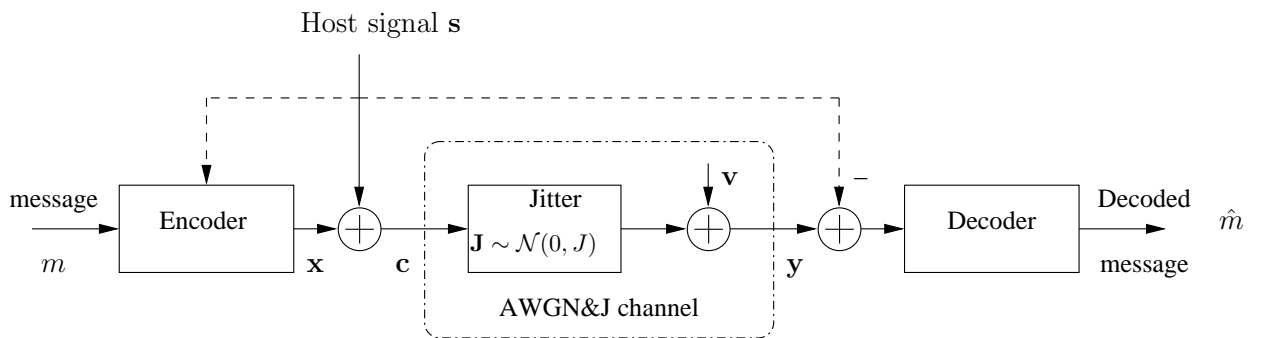 Host signal s
message
m
Encoder
x
c
Jitter
J ∼ 𝒩(0, J)
v
AWGN&J channel
y
–
Decoder
Decoded
message
m̂